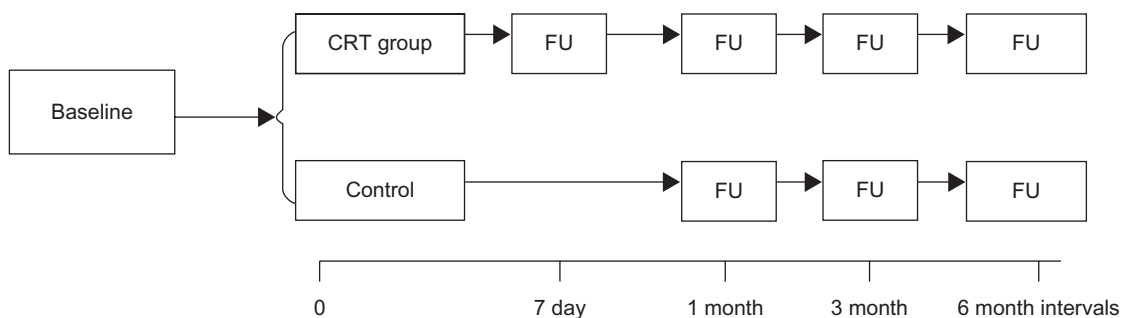 CRT group
FU
FU
FU
FU
Baseline
Control
FU
FU
FU
0
7 day
1 month
3 month
6 month intervals